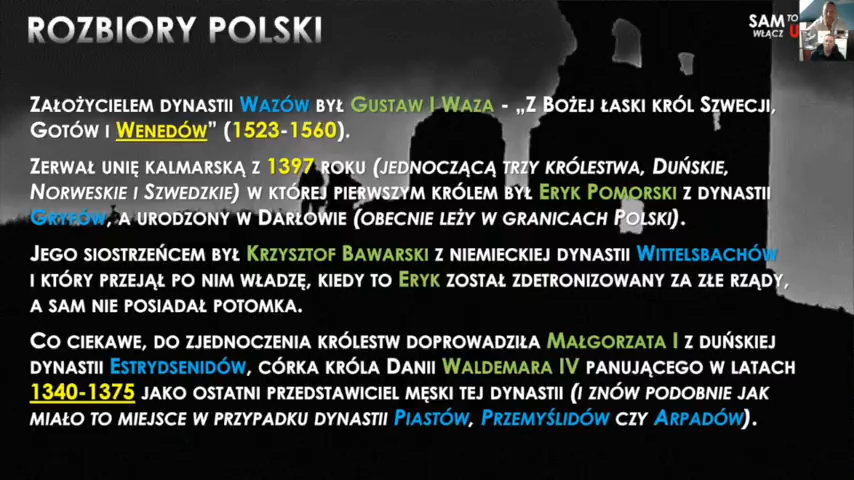 ROZBIORY POLSKI
SAM TO
WŁĄCZ U
ZAŁOŻYCIELEM DYNASTII WAZÓW BYŁ GUSTAW I WAZA - „Z BOŻEJ ŁASKI KRÓL SZWECJI,
GOTÓW I WENEDÓW” (1523-1560).
ZERWAŁ UNIĘ KALMARSKĄ Z 1397 ROKU (JEDNOCZĄCĄ TRZY KRÓLESTWA, DUŃSKIE,
NORWESKIE I SZWEDZKIE) W KTÓREJ PIERWSZYM KRÓLEM BYŁ ERYK POMORSKI Z DYNASTII
GRYFÓW, A URODZONY W DARŁOWIE (OBECNIE LEŻY W GRANICACH POLSKI).
JEGO SIOSTRZEŃCEM BYŁ KRZYSZTOF BAWARSKI Z NIEMIECKIEJ DYNASTII WITTELSBACHÓW
I KTÓRY PRZEJĄŁ PO NIM WŁADZĘ, KIEDY TO ERYK ZOSTAŁ ZDETRONIZOWANY ZA ZŁE RZĄDY,
A SAM NIE POSIADAŁ POTOMKA.
CO CIEKAWE, DO ZJEDNOCZENIA KRÓLESTW DOPROWADZIŁA MAŁGORZATA I Z DUŃSKIEJ
DYNASTII ESTRYDSENIDÓW, CÓRKA KRÓLA DANII WALDEMARA IV PANUJĄCEGO W LATACH
1340-1375 JAKO OSTATNI PRZEDSTAWICIEL MĘSKI TEJ DYNASTII (I ZNÓW PODOBNIE JAK
MIAŁO TO MIEJSCE W PRZYPADKU DYNASTII PIASTÓW, PRZEMYŚLIDÓW CZY ARPADÓW).